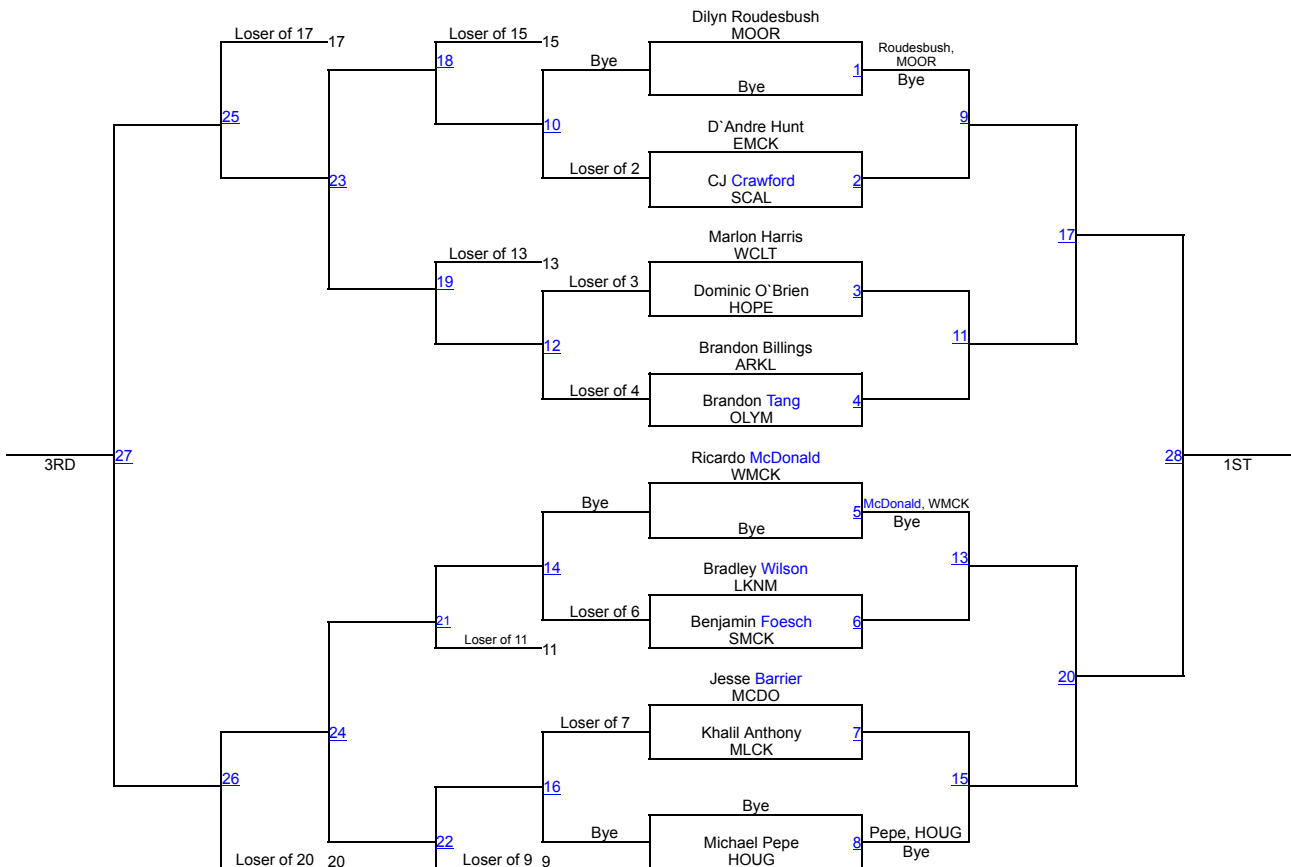 Dilyn Roudesbush
MOOR
Loser of 17 17
Loser of 15 15
Roudesbush,
MOOR
18
Bye
1
Bye
Bye
25
10
9
D`Andre Hunt
EMCK
Loser of 2
CJ Crawford
SCAL
2
23
Marlon Harris
WCLT
17
Loser of 13 13
19
Loser of 3
Dominic O`Brien
HOPE
3
12
11
Brandon Billings
ARKL
Loser of 4
Brandon Tang
OLYM
4
3RD
27
Ricardo McDonald
WMCK
28
1ST
Bye
5
McDonald, WMCK
Bye
Bye
14
13
Bradley Wilson
LKNM
Loser of 6
Benjamin Foesch
SMCK
6
21
Loser of 11 11
20
Jesse Barrier
MCDO
Loser of 7
Khalil Anthony
MLCK
7
24
26
16
15
Bye
22
Bye
Michael Pepe
HOUG
8
Pepe, HOUG
Bye
Loser of 20 20
Loser of 9 9